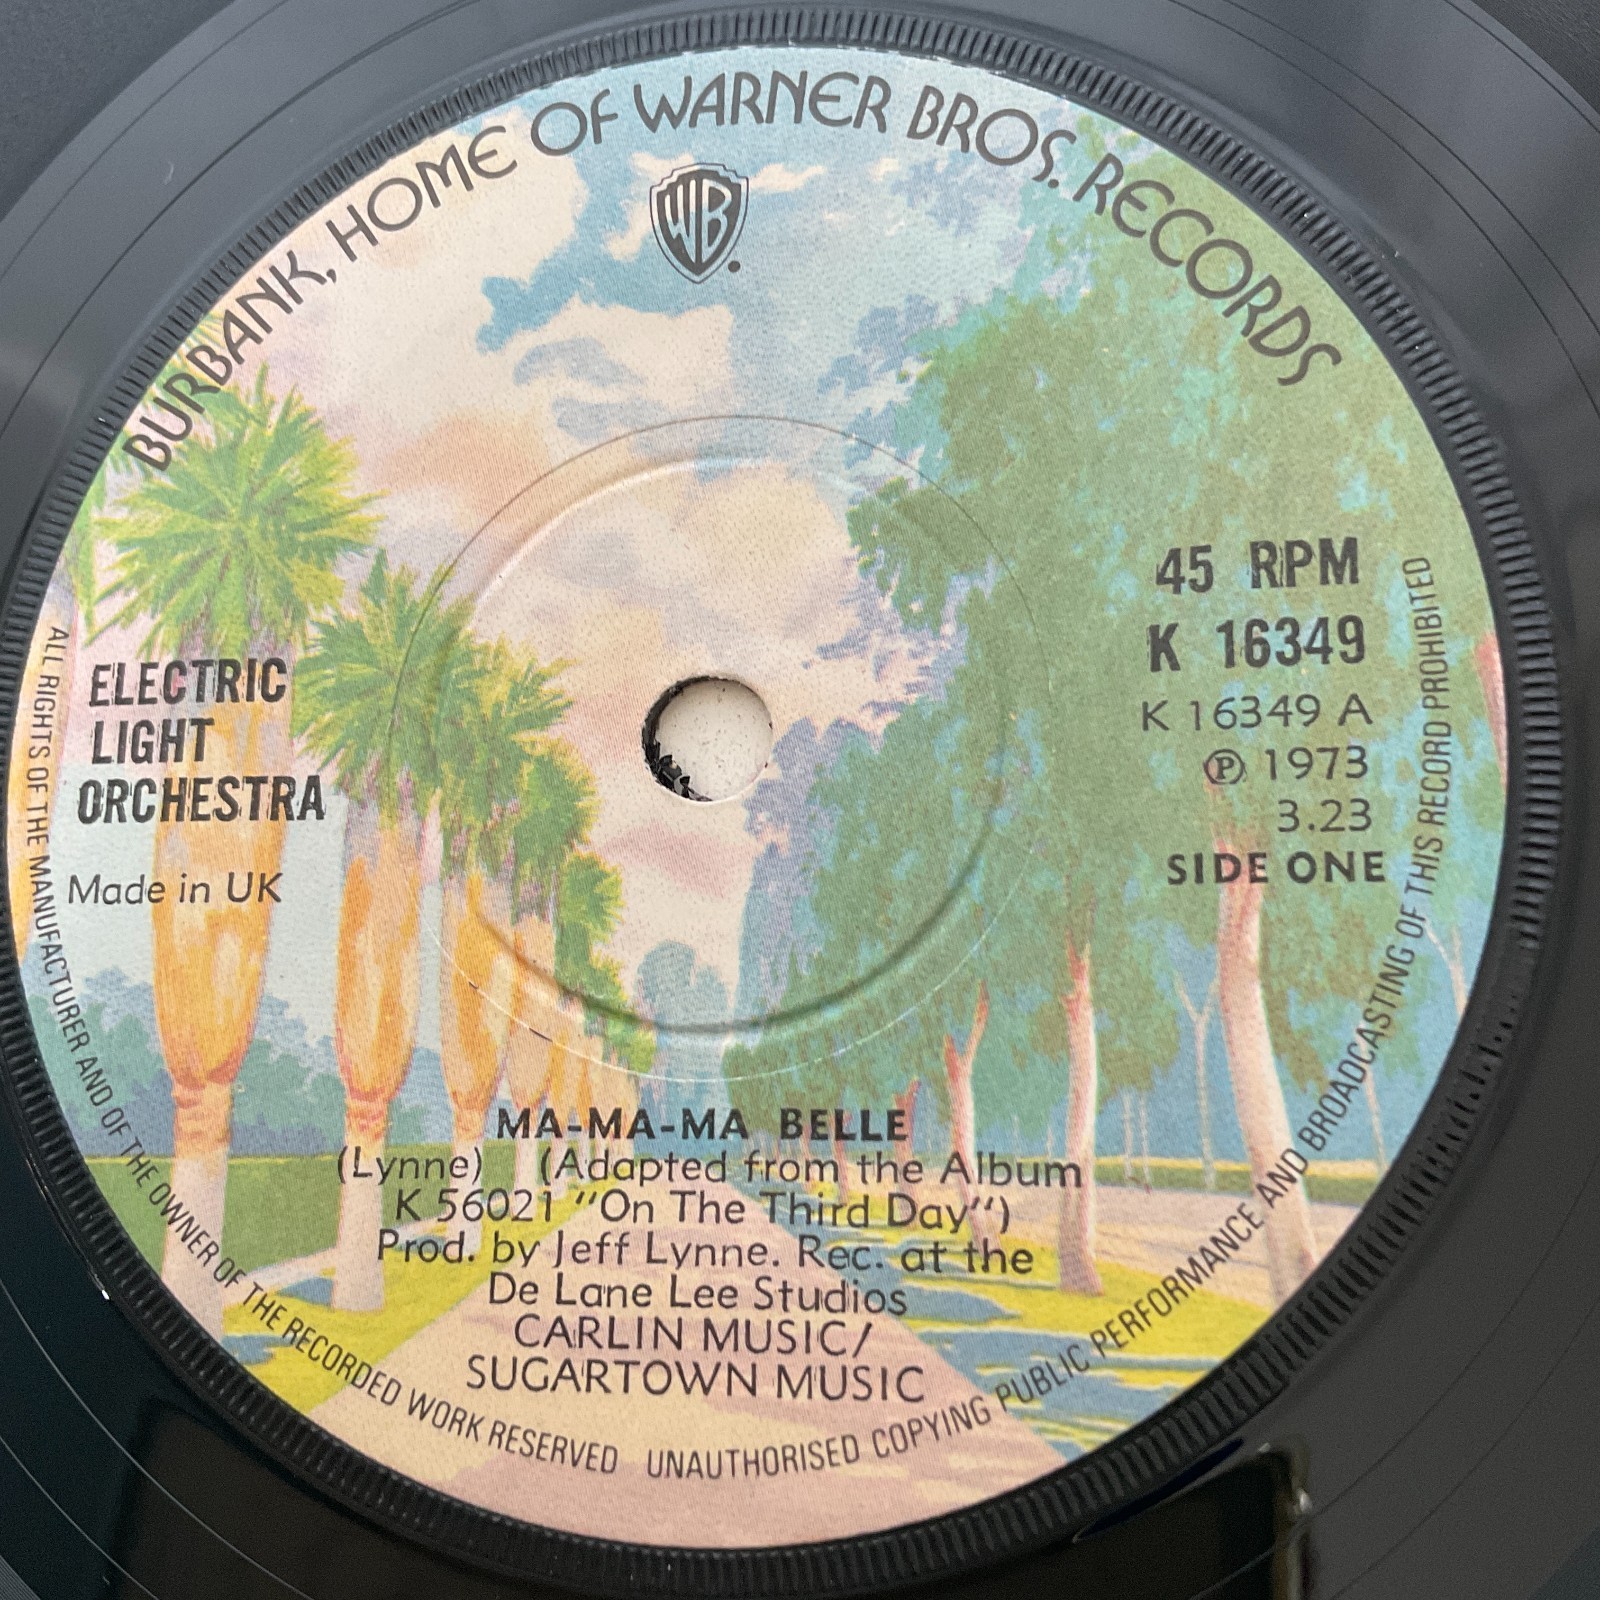 BURBANK, HOME OF WARNER BROS. RECORDS
WB
ELECTRIC
LIGHT
ORCHESTRA
Made in UK
45 RPM
K 16349
K 16349 A
℗ 1973
3.23
SIDE ONE
MA-MA-MA BELLE
(Lynne) (Adapted from the Album
K 56021 "On The Third Day")
Prod. by Jeff Lynne. Rec. at the
De Lane Lee Studios
CARLIN MUSIC/
SUGARTOWN MUSIC
ALL RIGHTS OF THE MANUFACTURER AND OF THE OWNER OF THE RECORDED WORK RESERVED UNAUTHORISED COPYING PUBLIC PERFORMANCE AND BROADCASTING OF THIS RECORD PROHIBITED